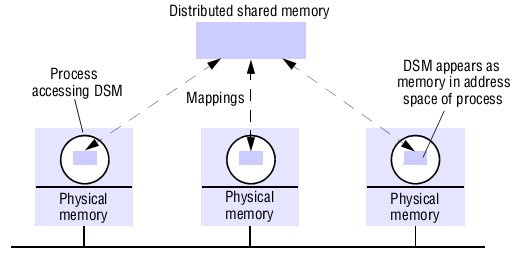 Distributed shared memory
Process
accessing DSM
Mappings
DSM appears as
memory in address
space of process
Physical
memory
Physical
memory
Physical
memory